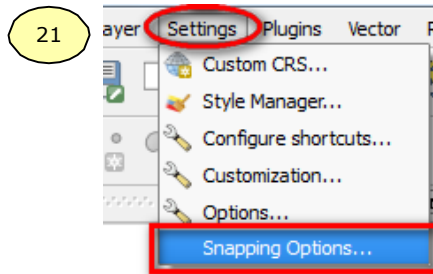 21
ayer Settings Plugins Vector
Custom CRS...
Style Manager...
Configure shortcuts...
Customization...
Options...
Snapping Options...